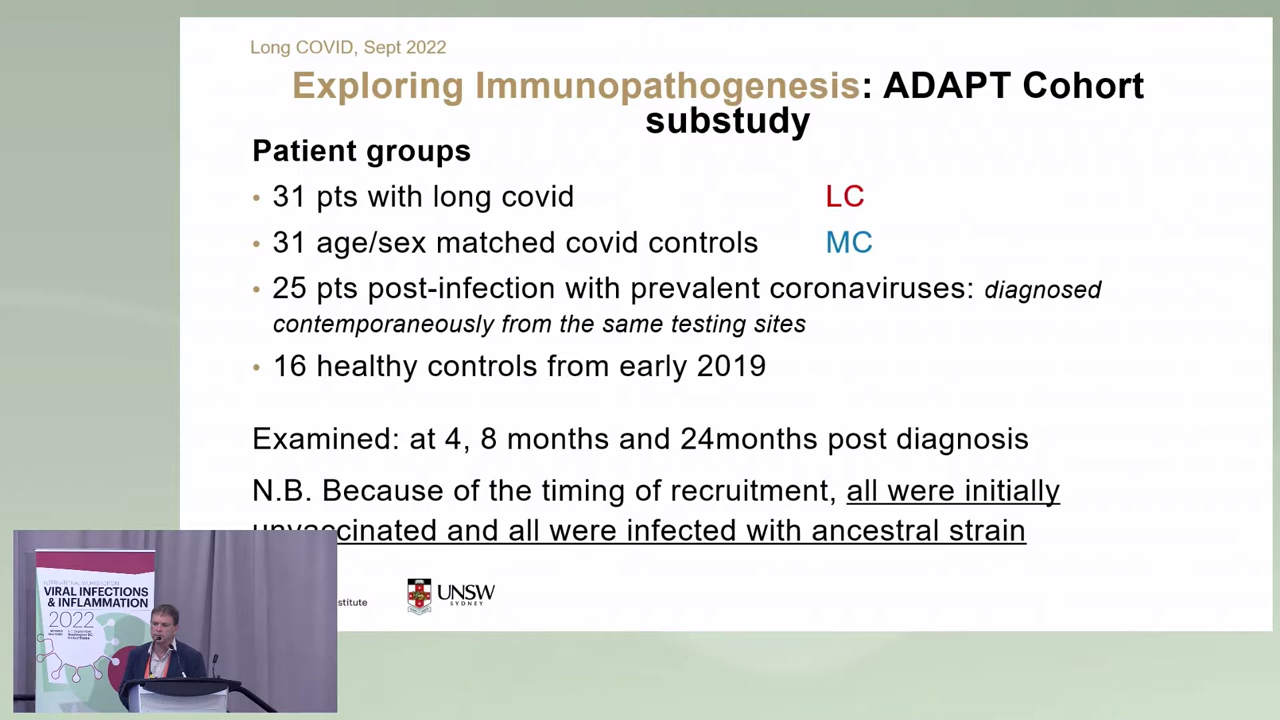 Long COVID, Sept 2022
Exploring Immunopathogenesis: ADAPT Cohort
substudy
Patient groups
• 31 pts with long covid LC
• 31 age/sex matched covid controls MC
• 25 pts post-infection with prevalent coronaviruses: diagnosed
contemporaneously from the same testing sites
• 16 healthy controls from early 2019
Examined: at 4, 8 months and 24months post diagnosis
N.B. Because of the timing of recruitment, all were initially
unvaccinated and all were infected with ancestral strain
stitute
UNSW
SYDNEY
INTERNATIONAL WORKSHOP ON
VIRAL INFECTIONS
& INFLAMMATION
2022